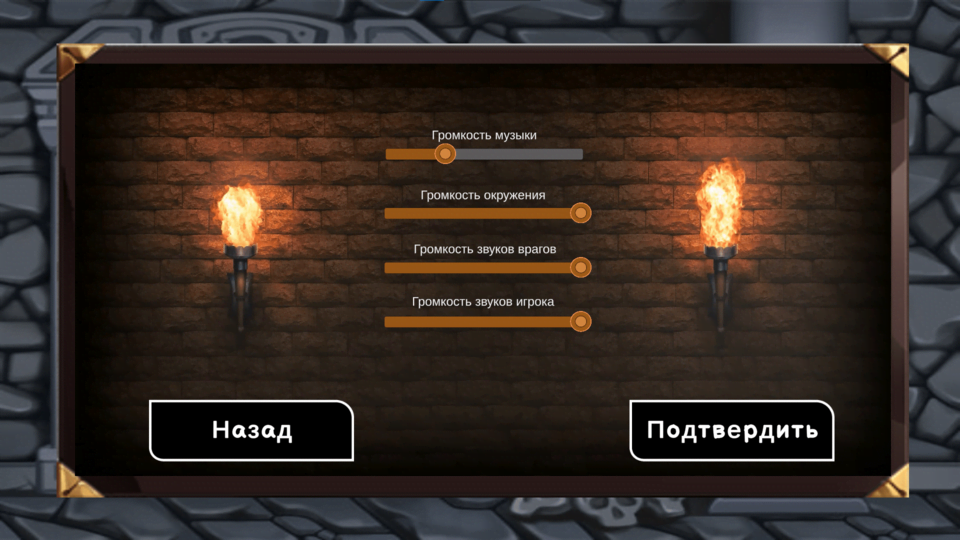 Громкость музыки
Громкость окружения
Громкость звуков врагов
Громкость звуков игрока
Назад
Подтвердить